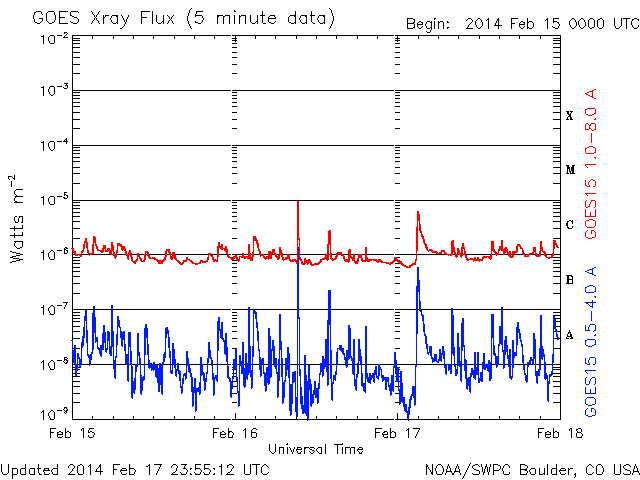 GOES Xray Flux (5 minute data)
Begin: 2014 Feb 15 0000 UTC
10⁻²
10⁻³
10⁻⁴
10⁻⁵
10⁻⁶
10⁻⁷
10⁻⁸
10⁻⁹
Watts m⁻²
X
M
C
B
A
GOES15 1.0-8.0 A
GOES15 0.5-4.0 A
Feb 15
Feb 16
Feb 17
Feb 18
Universal Time
Updated 2014 Feb 17 23:55:12 UTC
NOAA/SWPC Boulder, CO USA